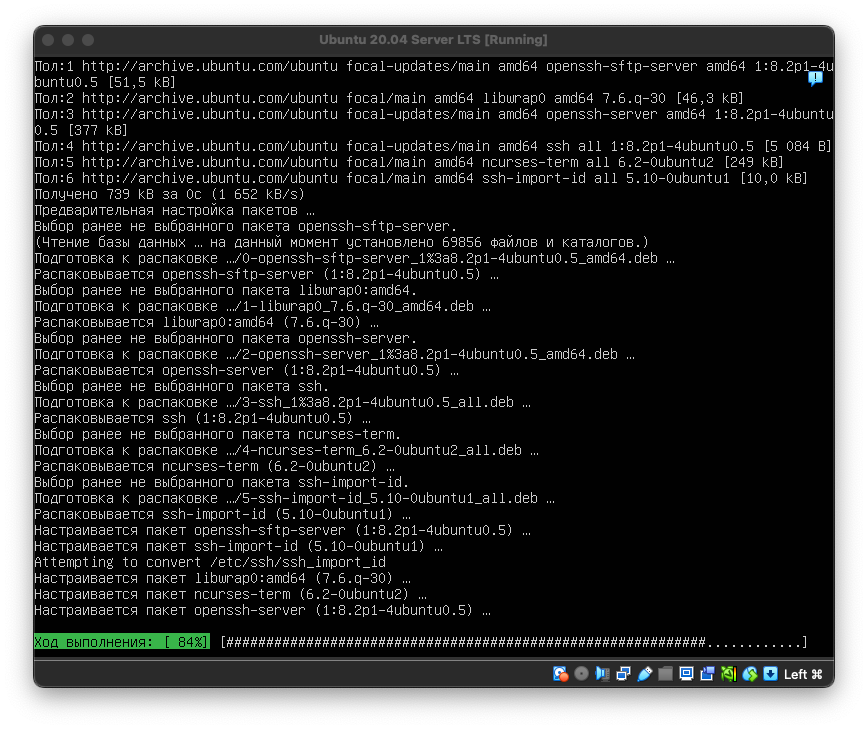 Ubuntu 20.04 Server LTS [Running]
Пол:1 http://archive.ubuntu.com/ubuntu focal-updates/main amd64 openssh-sftp-server amd64 1:8.2p1-4u
buntu0.5 [51,5 kB]
Пол:2 http://archive.ubuntu.com/ubuntu focal/main amd64 libwrap0 amd64 7.6.q-30 [46,3 kB]
Пол:3 http://archive.ubuntu.com/ubuntu focal-updates/main amd64 openssh-server amd64 1:8.2p1-4ubuntu
0.5 [377 kB]
Пол:4 http://archive.ubuntu.com/ubuntu focal-updates/main amd64 ssh all 1:8.2p1-4ubuntu0.5 [5 084 B]
Пол:5 http://archive.ubuntu.com/ubuntu focal/main amd64 ncurses-term all 6.2-0ubuntu2 [249 kB]
Пол:6 http://archive.ubuntu.com/ubuntu focal/main amd64 ssh-import-id all 5.10-0ubuntu1 [10,0 kB]
Получено 739 kB за 0с (1 652 kB/s)
Предварительная настройка пакетов …
Выбор ранее не выбранного пакета openssh-sftp-server.
(Чтение базы данных … на данный момент установлено 69856 файлов и каталогов.)
Подготовка к распаковке …/0-openssh-sftp-server_1%3a8.2p1-4ubuntu0.5_amd64.deb …
Распаковывается openssh-sftp-server (1:8.2p1-4ubuntu0.5) …
Выбор ранее не выбранного пакета libwrap0:amd64.
Подготовка к распаковке …/1-libwrap0_7.6.q-30_amd64.deb …
Распаковывается libwrap0:amd64 (7.6.q-30) …
Выбор ранее не выбранного пакета openssh-server.
Подготовка к распаковке …/2-openssh-server_1%3a8.2p1-4ubuntu0.5_amd64.deb …
Распаковывается openssh-server (1:8.2p1-4ubuntu0.5) …
Выбор ранее не выбранного пакета ssh.
Подготовка к распаковке …/3-ssh_1%3a8.2p1-4ubuntu0.5_all.deb …
Распаковывается ssh (1:8.2p1-4ubuntu0.5) …
Выбор ранее не выбранного пакета ncurses-term.
Подготовка к распаковке …/4-ncurses-term_6.2-0ubuntu2_all.deb …
Распаковывается ncurses-term (6.2-0ubuntu2) …
Выбор ранее не выбранного пакета ssh-import-id.
Подготовка к распаковке …/5-ssh-import-id_5.10-0ubuntu1_all.deb …
Распаковывается ssh-import-id (5.10-0ubuntu1) …
Настраивается пакет openssh-sftp-server (1:8.2p1-4ubuntu0.5) …
Настраивается пакет ssh-import-id (5.10-0ubuntu1) …
Attempting to convert /etc/ssh/ssh_import_id
Настраивается пакет libwrap0:amd64 (7.6.q-30) …
Настраивается пакет ncurses-term (6.2-0ubuntu2) …
Настраивается пакет openssh-server (1:8.2p1-4ubuntu0.5) …
Ход выполнения: [ 84%] [############################################################............]
Left ⌘